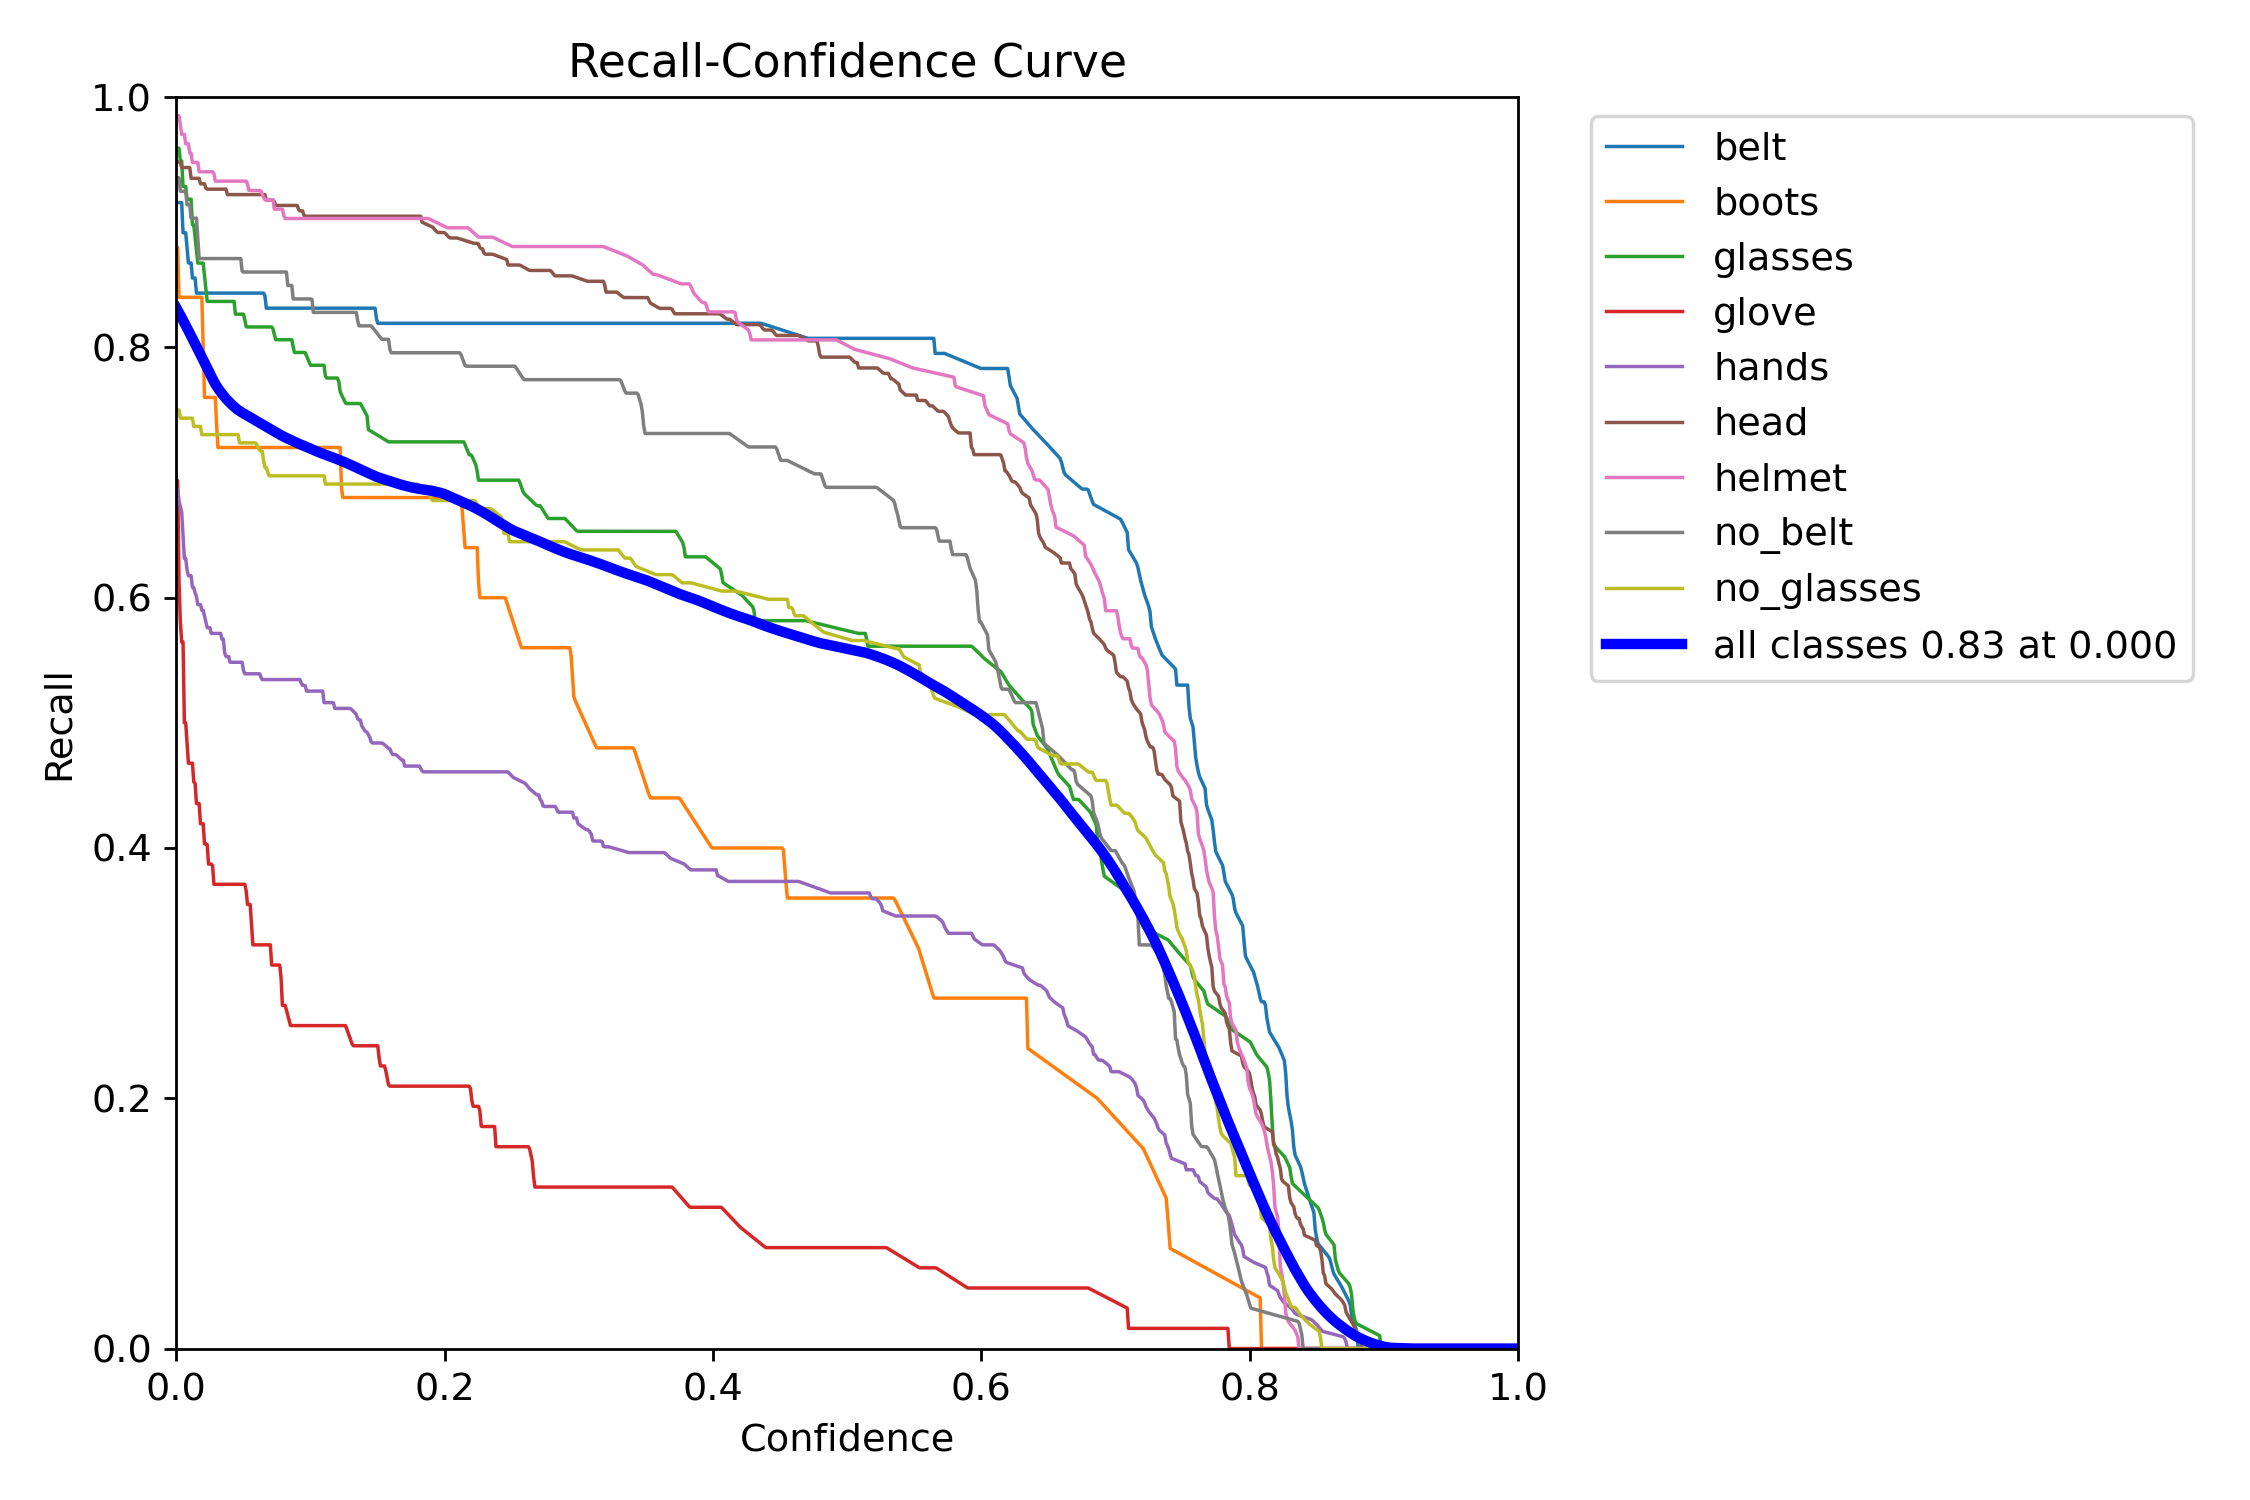 Recall-Confidence Curve
1.0
0.8
0.6
0.4
0.2
0.0
Recall
0.0 0.2 0.4 0.6 0.8 1.0
Confidence
belt
boots
glasses
glove
hands
head
helmet
no_belt
no_glasses
all classes 0.83 at 0.000